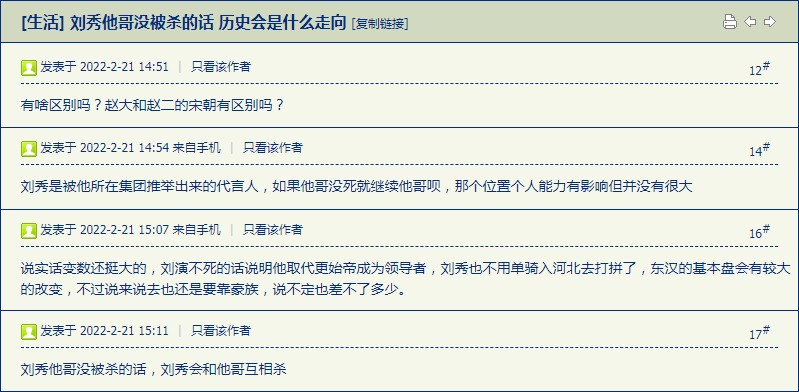 [生活] 刘秀他哥没被杀的话 历史会是什么走向 [复制链接]
发表于 2022-2-21 14:51 | 只看该作者 12#
有啥区别吗？赵大和赵二的宋朝有区别吗？
发表于 2022-2-21 14:54 来自手机 | 只看该作者 14#
刘秀是被他所在集团推举出来的代言人，如果他哥没死就继续他哥呗，那个位置个人能力有影响但并没有很大
发表于 2022-2-21 15:07 来自手机 | 只看该作者 16#
说实话变数还挺大的，刘演不死的话说明他取代更始帝成为领导者，刘秀也不用单骑入河北去打拼了，东汉的基本盘会有较大
的改变，不过说来说去也还是要靠豪族，说不定也差不了多少。
发表于 2022-2-21 15:11 | 只看该作者 17#
刘秀他哥没被杀的话，刘秀会和他哥互相杀